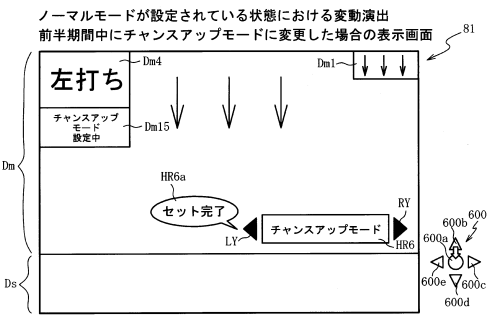 ノーマルモードが設定されている状態における変動演出
前半期間中にチャンスアップモードに変更した場合の表示画面
81
左打ち
Dm4
Dm1
チャンスアップ
モード
設定中
Dm15
Dm
HR6a
セット完了
LY
チャンスアップモード
RY
HR6
600
600b
600a
600e
600c
600d
Ds